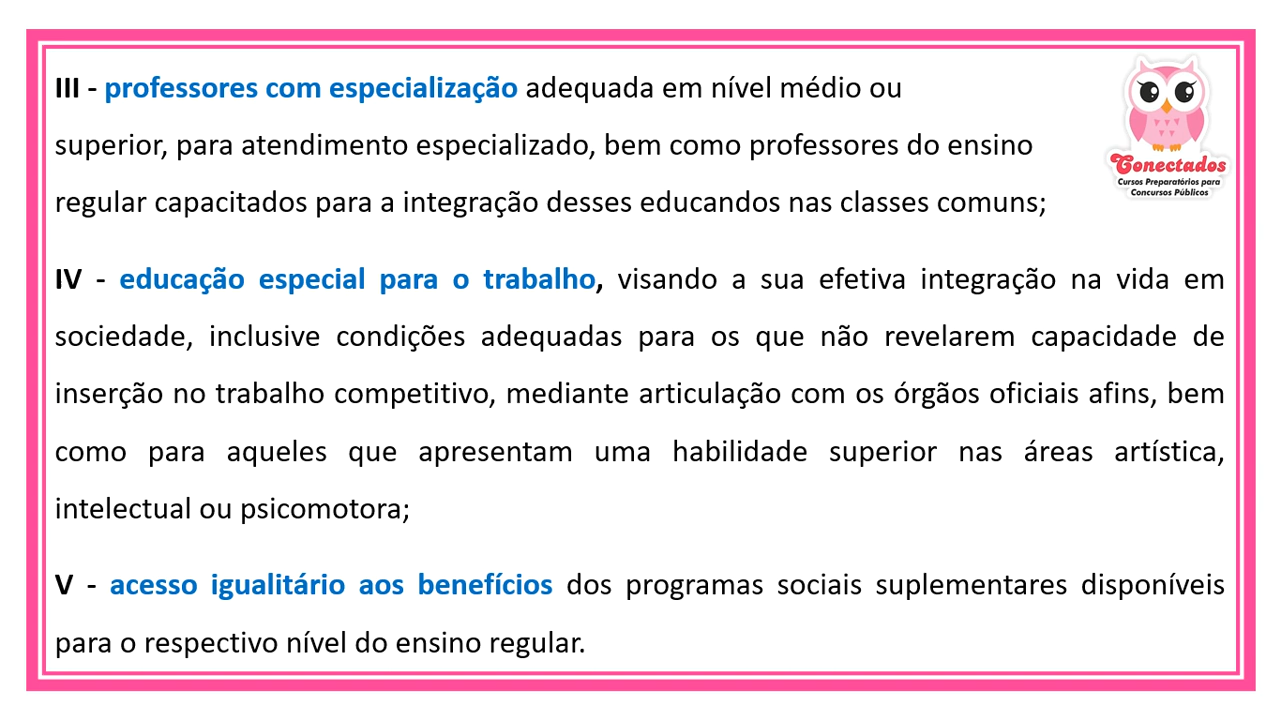 III - professores com especialização adequada em nível médio ou
superior, para atendimento especializado, bem como professores do ensino
regular capacitados para a integração desses educandos nas classes comuns;
Conectados
Cursos Preparatórios para
Concursos Públicos
IV - educação especial para o trabalho, visando a sua efetiva integração na vida em
sociedade, inclusive condições adequadas para os que não revelarem capacidade de
inserção no trabalho competitivo, mediante articulação com os órgãos oficiais afins, bem
como para aqueles que apresentam uma habilidade superior nas áreas artística,
intelectual ou psicomotora;
V - acesso igualitário aos benefícios dos programas sociais suplementares disponíveis
para o respectivo nível do ensino regular.